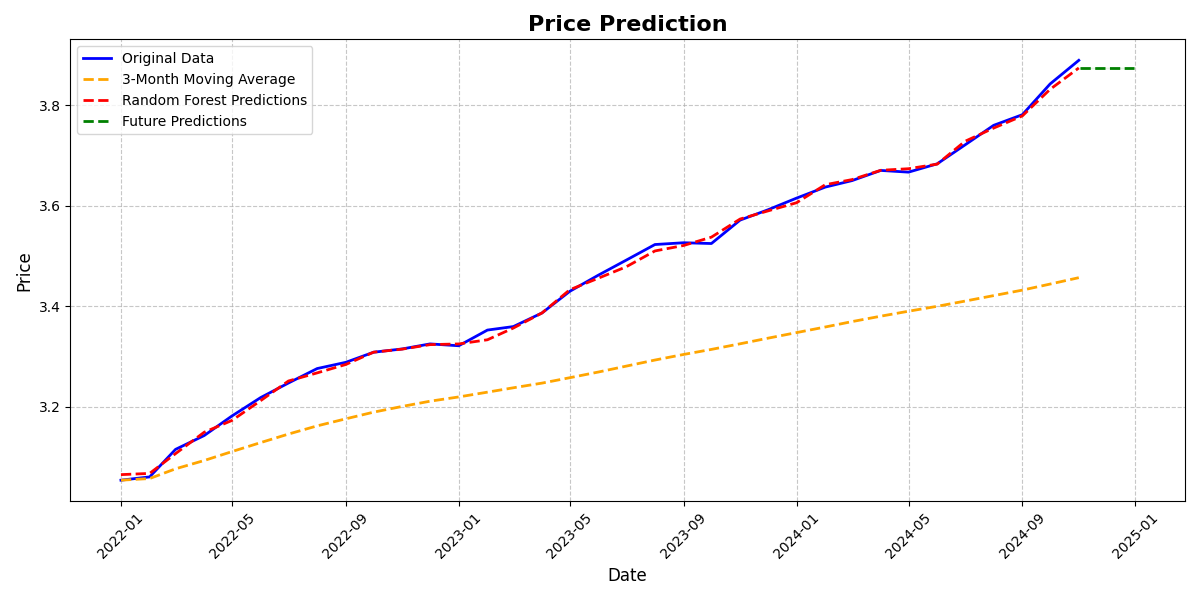 Price Prediction
Original Data
3-Month Moving Average
Random Forest Predictions
Future Predictions
Price
3.8
3.6
3.4
3.2
2022-01
2022-05
2022-09
2023-01
2023-05
2023-09
2024-01
2024-05
2024-09
2025-01
Date